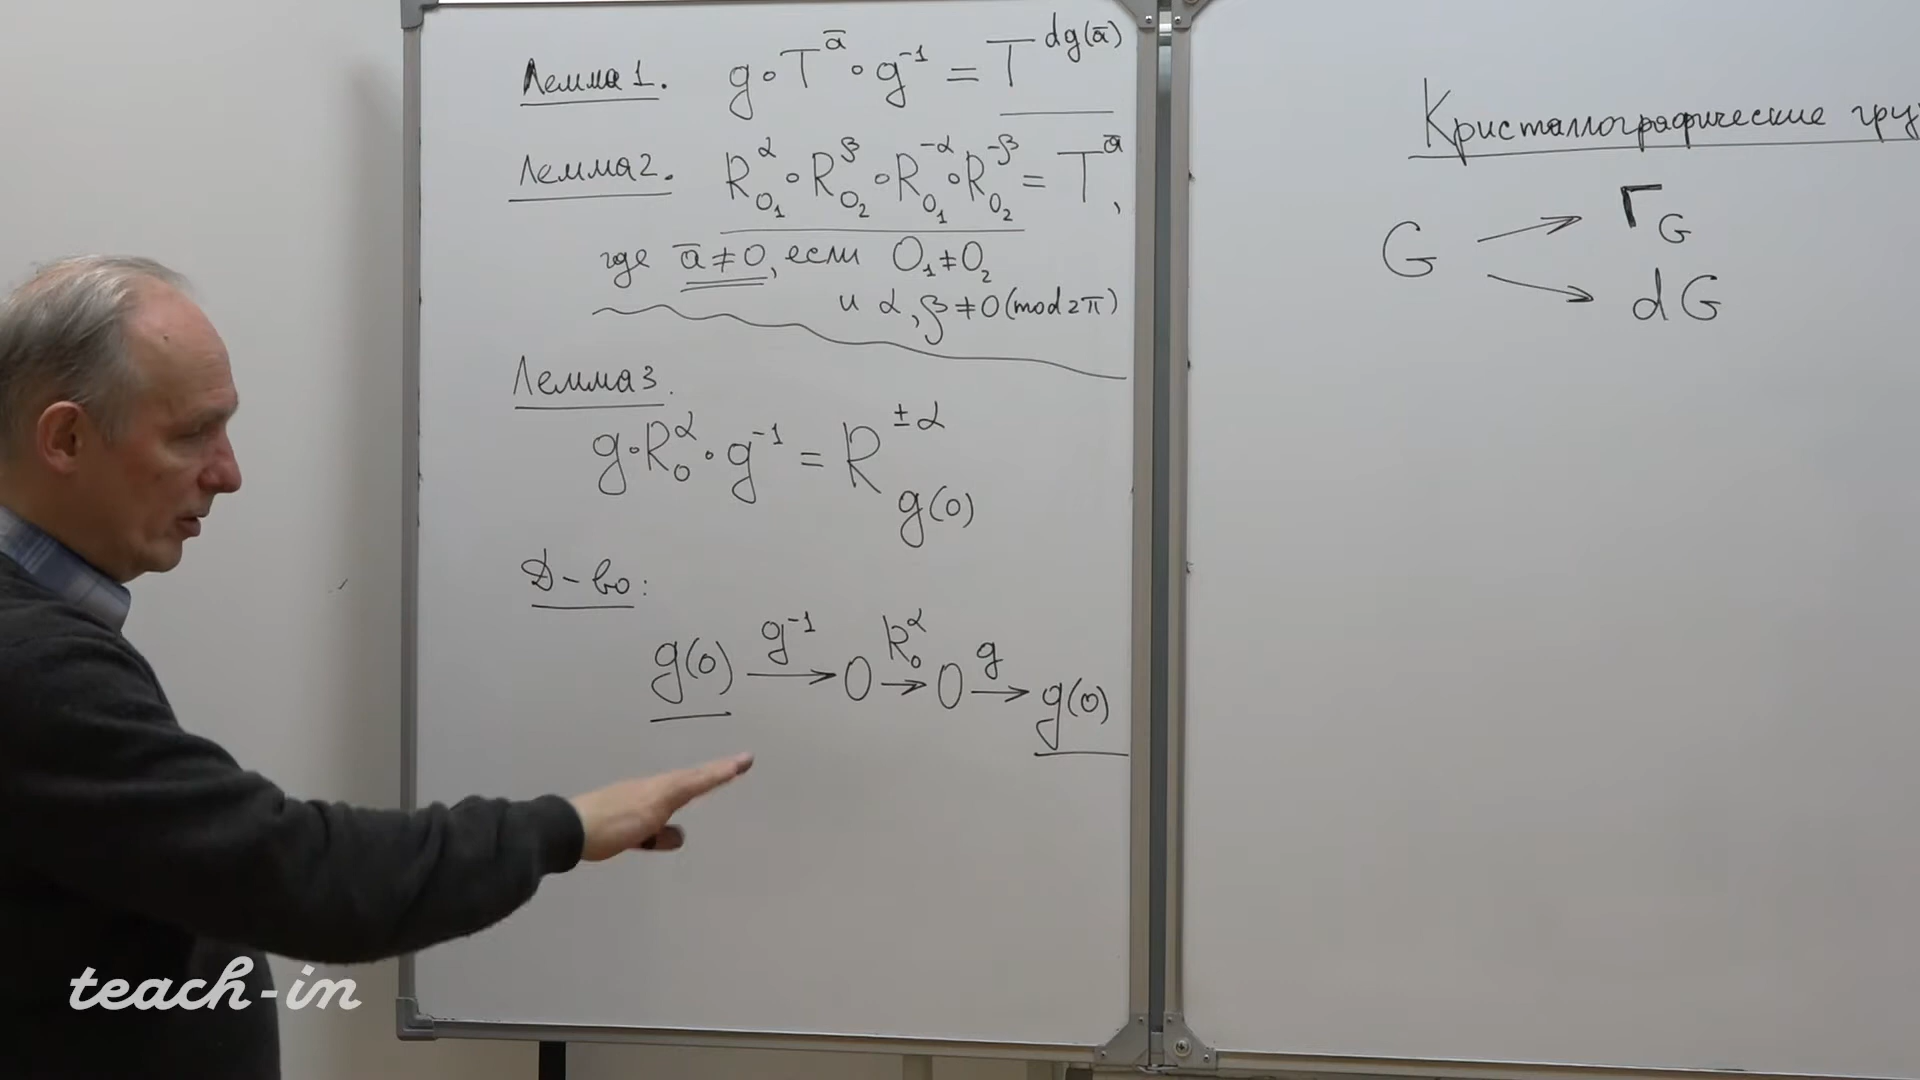 Лемма 1. g∘T^ā∘g⁻¹ = T^dg(ā)
Лемма 2. R_O₁^α∘R_O₂^β∘R_O₁^-α∘R_O₂^-β = T^ā,
где ā≠0, если O₁≠O₂
и α, β ≠ 0 (mod 2π)
Лемма 3.
g∘R_O^α∘g⁻¹ = R_g(O)^±α
Д-во:
g(O) —g⁻¹→ O —R_O^α→ O —g→ g(O)
Кристаллографические
G → Γ_G
→ dG
teach-in